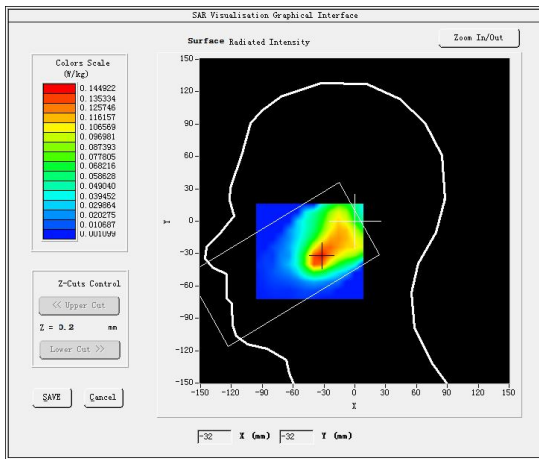 SAR Visualisation Graphical Interface
Surface Radiated Intensity
Zoom In/Out
Colors Scale
(W/kg)
0.144922
0.135334
0.125746
0.116157
0.106569
0.096981
0.087393
0.077805
0.068216
0.058628
0.049040
0.039452
0.029864
0.020275
0.010687
0.001099
Z-Cuts Control
<< Upper Cut
Z = 3.2 mm
Lower Cut >>
SAVE
Cancel
150
120
90
60
30
0
-30
-60
-90
-120
-150
Y
-150 -120 -90 -60 -30 0 30 60 90 120 150
X
-32 X (mm) -32 Y (mm)